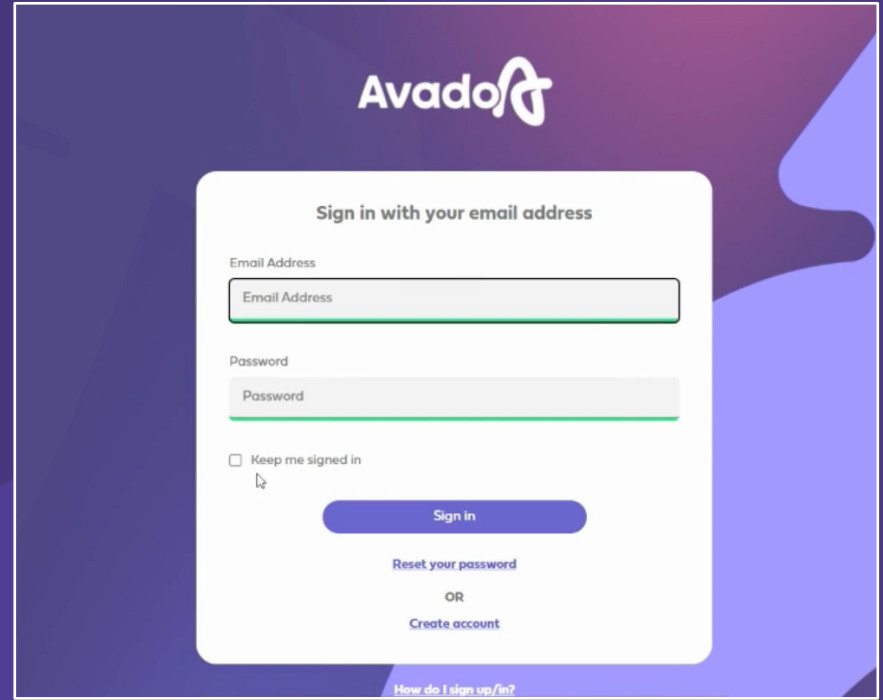 Avado
Sign in with your email address
Email Address
Email Address
Password
Password
Keep me signed in
Sign in
Reset your password
OR
Create account
How do I sign up/in?